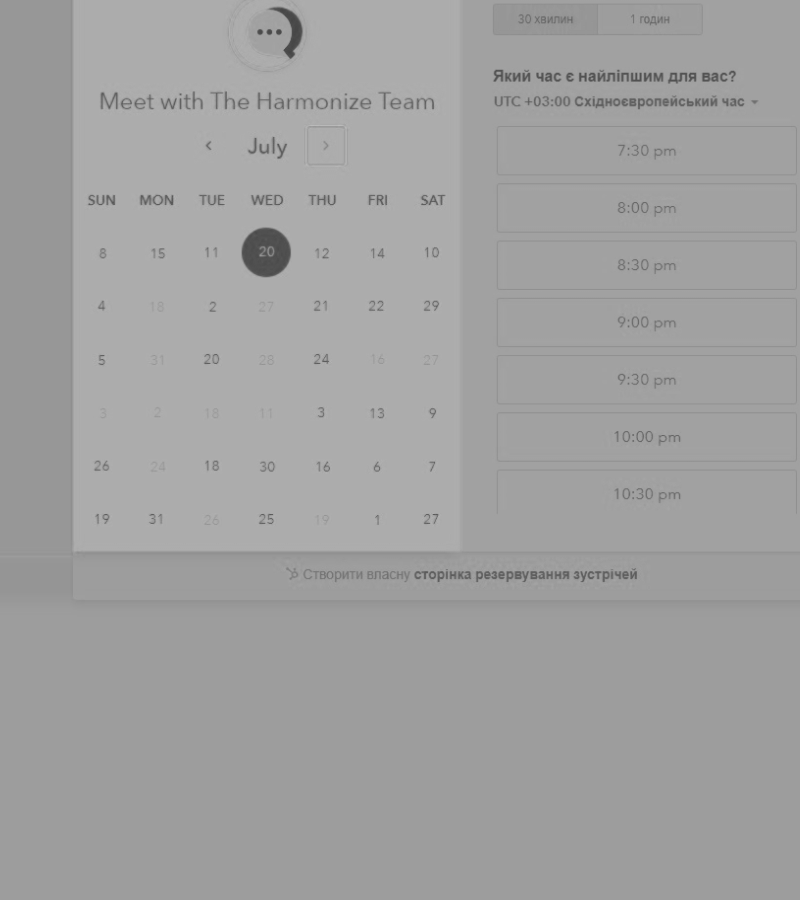 Meet with The Harmonize Team
July
SUN MON TUE WED THU FRI SAT
8 15 11 20 12 14 10
4 18 2 27 21 22 29
5 31 20 28 24 16 27
3 2 18 11 3 13 9
26 24 18 30 16 6 7
19 31 26 25 19 1 27
30 хвилин 1 годин
Який час є найліпшим для вас?
UTC +03:00 Східноєвропейський час
7:30 pm
8:00 pm
8:30 pm
9:00 pm
9:30 pm
10:00 pm
10:30 pm
Створити власну сторінка резервування зустрічей